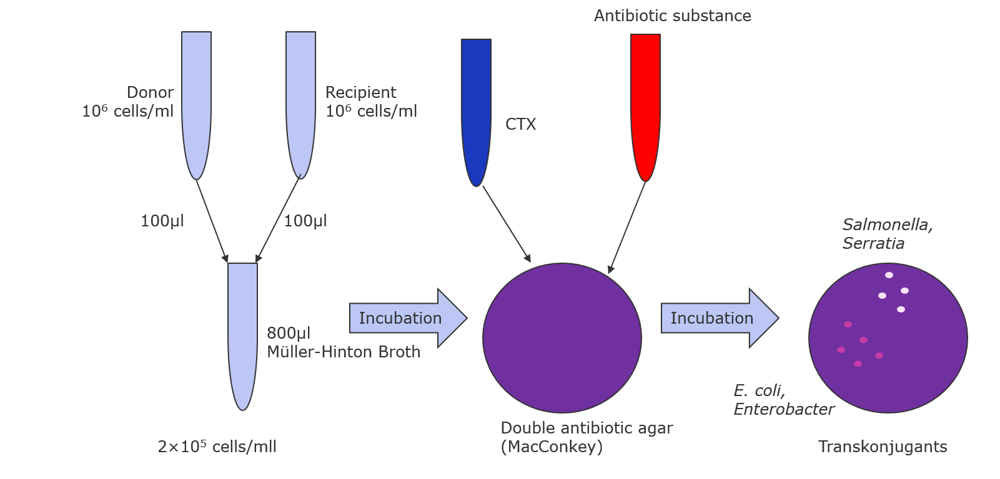 Antibiotic substance
Donor
10⁶ cells/ml
Recipient
10⁶ cells/ml
CTX
100µl
100µl
Salmonella,
Serratia
Incubation
Incubation
800µl
Müller-Hinton Broth
E. coli,
Enterobacter
Double antibiotic agar
(MacConkey)
2×10⁵ cells/mll
Transkonjugants